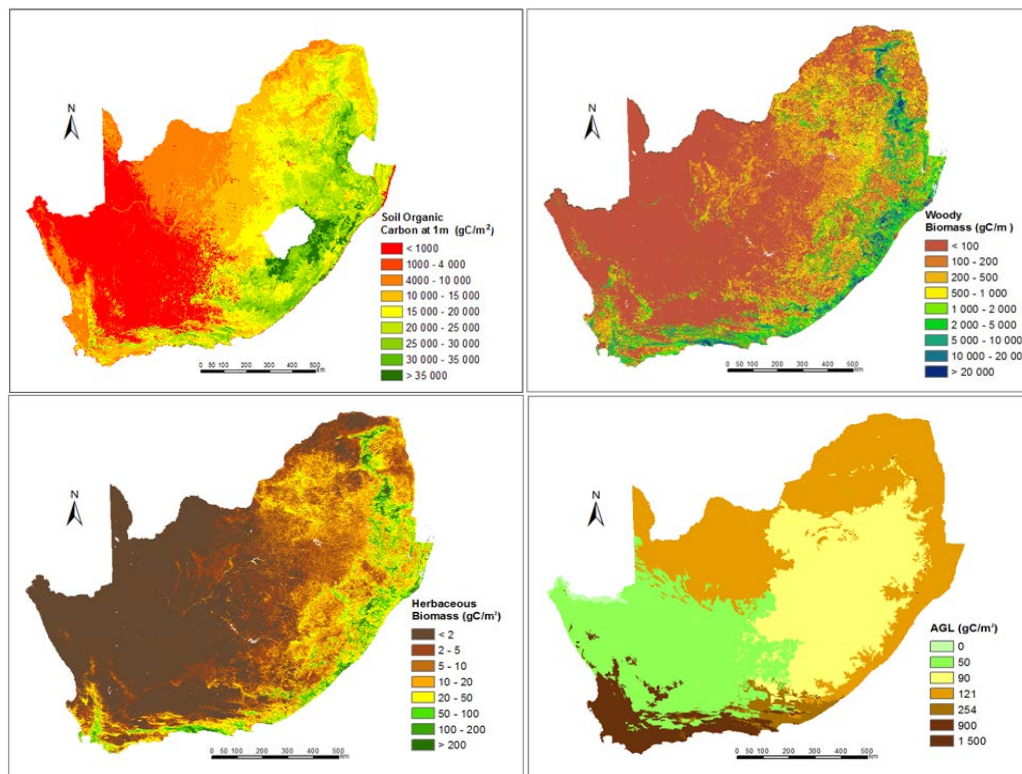 N
Soil Organic
Carbon at 1m (gC/m²)
< 1000
1000 - 4 000
4000 - 10 000
10 000 - 15 000
15 000 - 20 000
20 000 - 25 000
25 000 - 30 000
30 000 - 35 000
> 35 000
0 50 100 200 300 400 500
km
N
Woody
Biomass (gC/m )
< 100
100 - 200
200 - 500
500 - 1 000
1 000 - 2 000
2 000 - 5 000
5 000 - 10 000
10 000 - 20 000
> 20 000
0 50 100 200 300 400 500
km
N
Herbaceous
Biomass (gC/m²)
< 2
2 - 5
5 - 10
10 - 20
20 - 50
50 - 100
100 - 200
> 200
0 50 100 200 300 400 500
km
N
AGL (gC/m²)
0
50
90
121
254
900
1 500
0 50 100 200 300 400 500
km